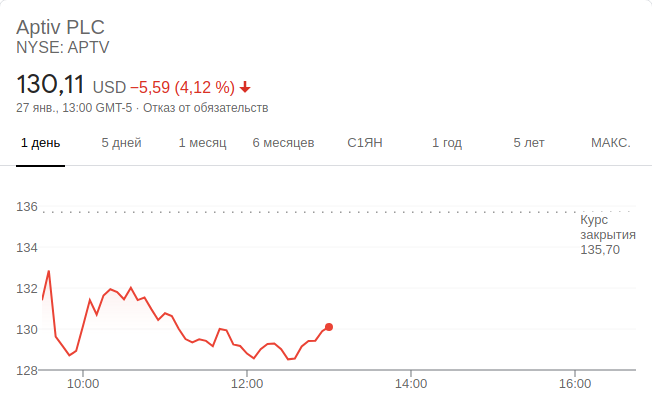 Aptiv PLC
NYSE: APTV
130,11 USD −5,59 (4,12 %)
27 янв., 13:00 GMT-5 · Отказ от обязательств
1 день 5 дней 1 месяц 6 месяцев С1ЯН 1 год 5 лет МАКС.
136
Курс
закрытия
135,70
134
132
130
128
10:00 12:00 14:00 16:00